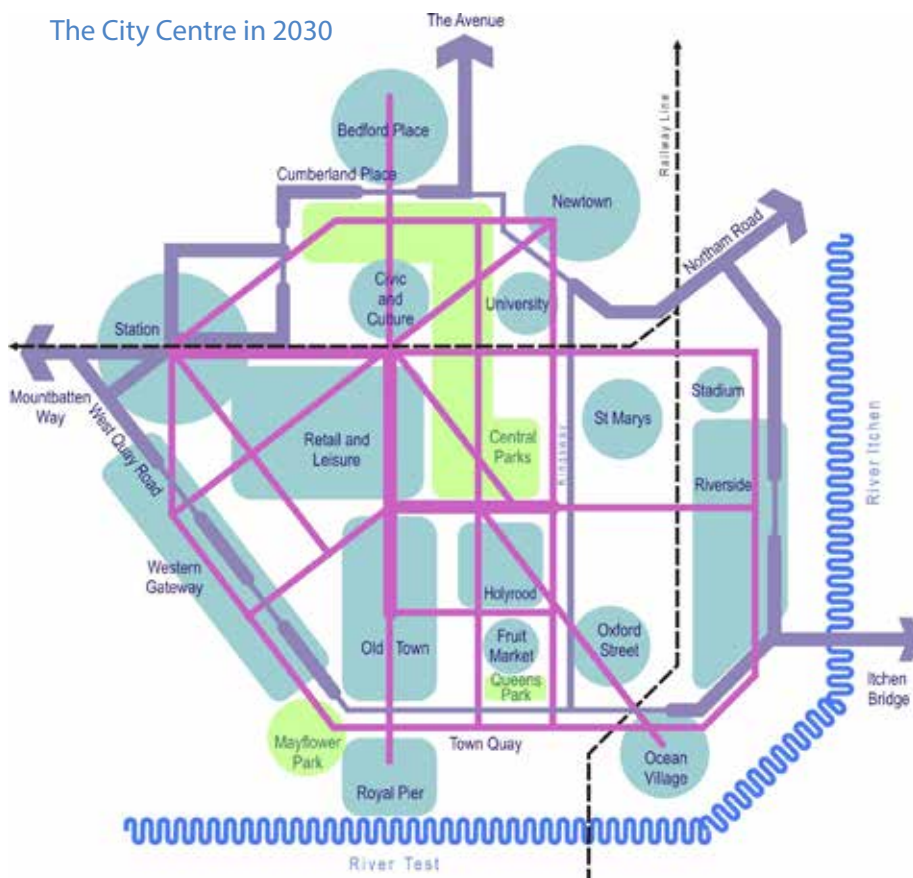 The City Centre in 2030
The Avenue
Bedford Place
Railway Line
Cumberland Place
Newtown
Northam Road
Civic
and
Culture
University
Station
Mountbatten
Way
West Quay Road
Stadium
St Marys
Retail and
Leisure
Central
Parks
Kingsway
River Itchen
Riverside
Western
Gateway
Holyrood
Old Town
Fruit
Market
Oxford
Street
Queens
Park
Itchen
Bridge
Mayflower
Park
Town Quay
Ocean
Village
Royal Pier
River Test